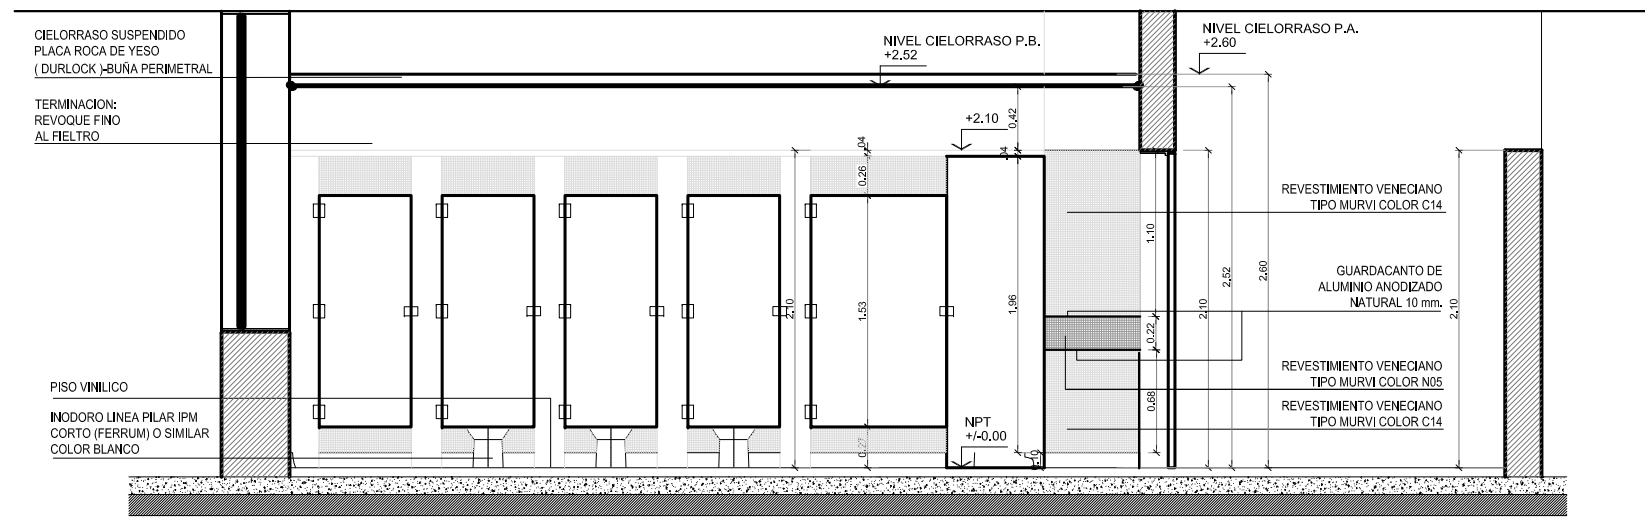 CIELORRASO SUSPENDIDO
PLACA ROCA DE YESO
( DURLOCK )-BUÑA PERIMETRAL
TERMINACION:
REVOQUE FINO
AL FIELTRO
PISO VINILICO
INODORO LINEA PILAR IPM
CORTO (FERRUM) O SIMILAR
COLOR BLANCO
NIVEL CIELORRASO P.B.
+2.52
NIVEL CIELORRASO P.A.
+2.60
+2.10
0.42
.04
.04
0.26
2.10
1.53
0.27
1.96
0.10
NPT
+/-0.00
1.10
0.22
0.68
2.10
2.52
2.60
2.10
REVESTIMIENTO VENECIANO
TIPO MURVI COLOR C14
GUARDACANTO DE
ALUMINIO ANODIZADO
NATURAL 10 mm.
REVESTIMIENTO VENECIANO
TIPO MURVI COLOR N05
REVESTIMIENTO VENECIANO
TIPO MURVI COLOR C14